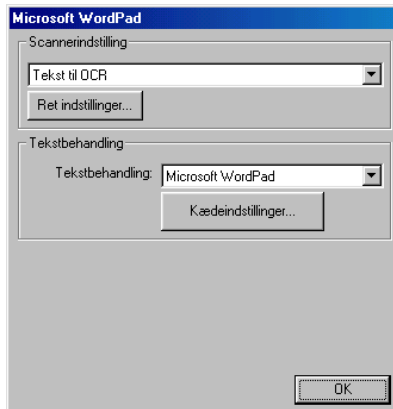 Microsoft WordPad
Scannerindstilling
Tekst til OCR
Ret indstillinger...
Tekstbehandling
Tekstbehandling: Microsoft WordPad
Kædeindstillinger...
OK